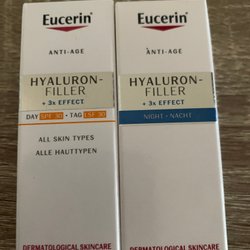 Eucerin®
ANTI-AGE
HYALURON-
FILLER
+ 3x EFFECT
DAY SPF 30 • TAG LSF 30
ALL SKIN TYPES
ALLE HAUTTYPEN
DERMATOLOGICAL SKINCARE
Eucerin®
ANTI-AGE
HYALURON-
FILLER
+ 3x EFFECT
NIGHT • NACHT
DERMATOLOGICAL SKINCARE